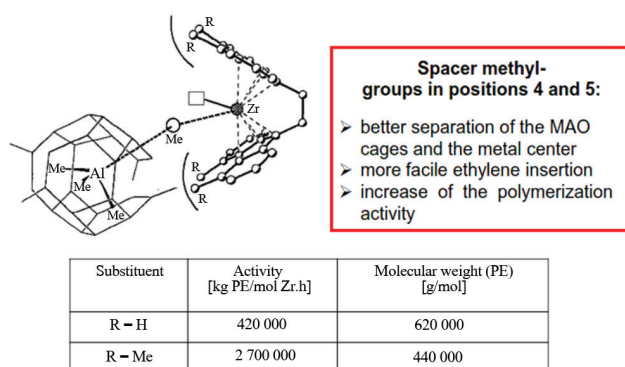 R
R
Zr
Me
R
R
Me
Al
Me
Me
Spacer methyl-
groups in positions 4 and 5:
➢ better separation of the MAO
cages and the metal center
➢ more facile ethylene insertion
➢ increase of the polymerization
activity
Substituent Activity Molecular weight (PE)
[kg PE/mol Zr.h] [g/mol]
R – H 420 000 620 000
R – Me 2 700 000 440 000